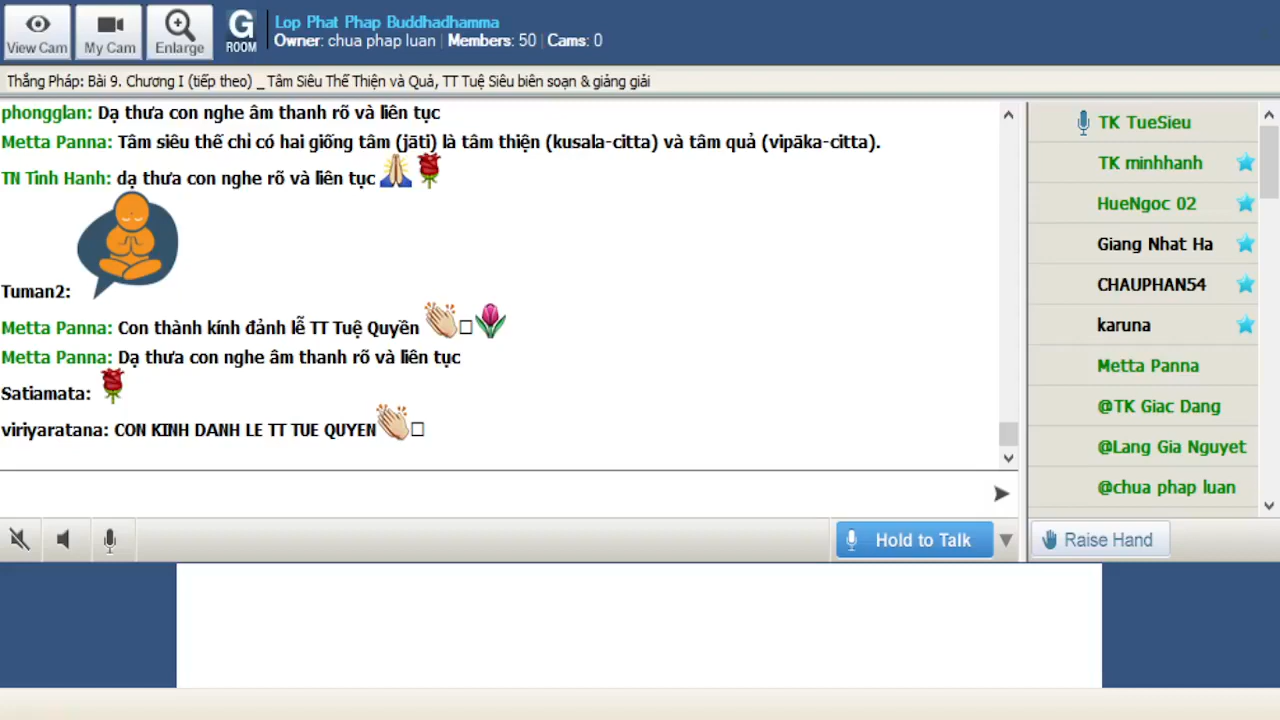 View Cam
My Cam
Enlarge
G
ROOM
Lop Phat Phap Buddhadhamma
Owner: chua phap luan | Members: 50 | Cams: 0
Thắng Pháp: Bài 9. Chương I (tiếp theo) _ Tâm Siêu Thế Thiện và Quả, TT Tuệ Siêu biên soạn & giảng giải
phongglan: Dạ thưa con nghe âm thanh rõ và liên tục
Metta Panna: Tâm siêu thế chỉ có hai giống tâm (jāti) là tâm thiện (kusala-citta) và tâm quả (vipāka-citta).
TN Tinh Hanh: dạ thưa con nghe rõ và liên tục
Tuman2:
Metta Panna: Con thành kính đảnh lễ TT Tuệ Quyền
Metta Panna: Dạ thưa con nghe âm thanh rõ và liên tục
Satiamata:
viriyaratana: CON KINH DANH LE TT TUE QUYEN
TK TueSieu
TK minhhanh
HueNgoc 02
Giang Nhat Ha
CHAUPHAN54
karuna
Metta Panna
@TK Giac Dang
@Lang Gia Nguyet
@chua phap luan
Hold to Talk
Raise Hand